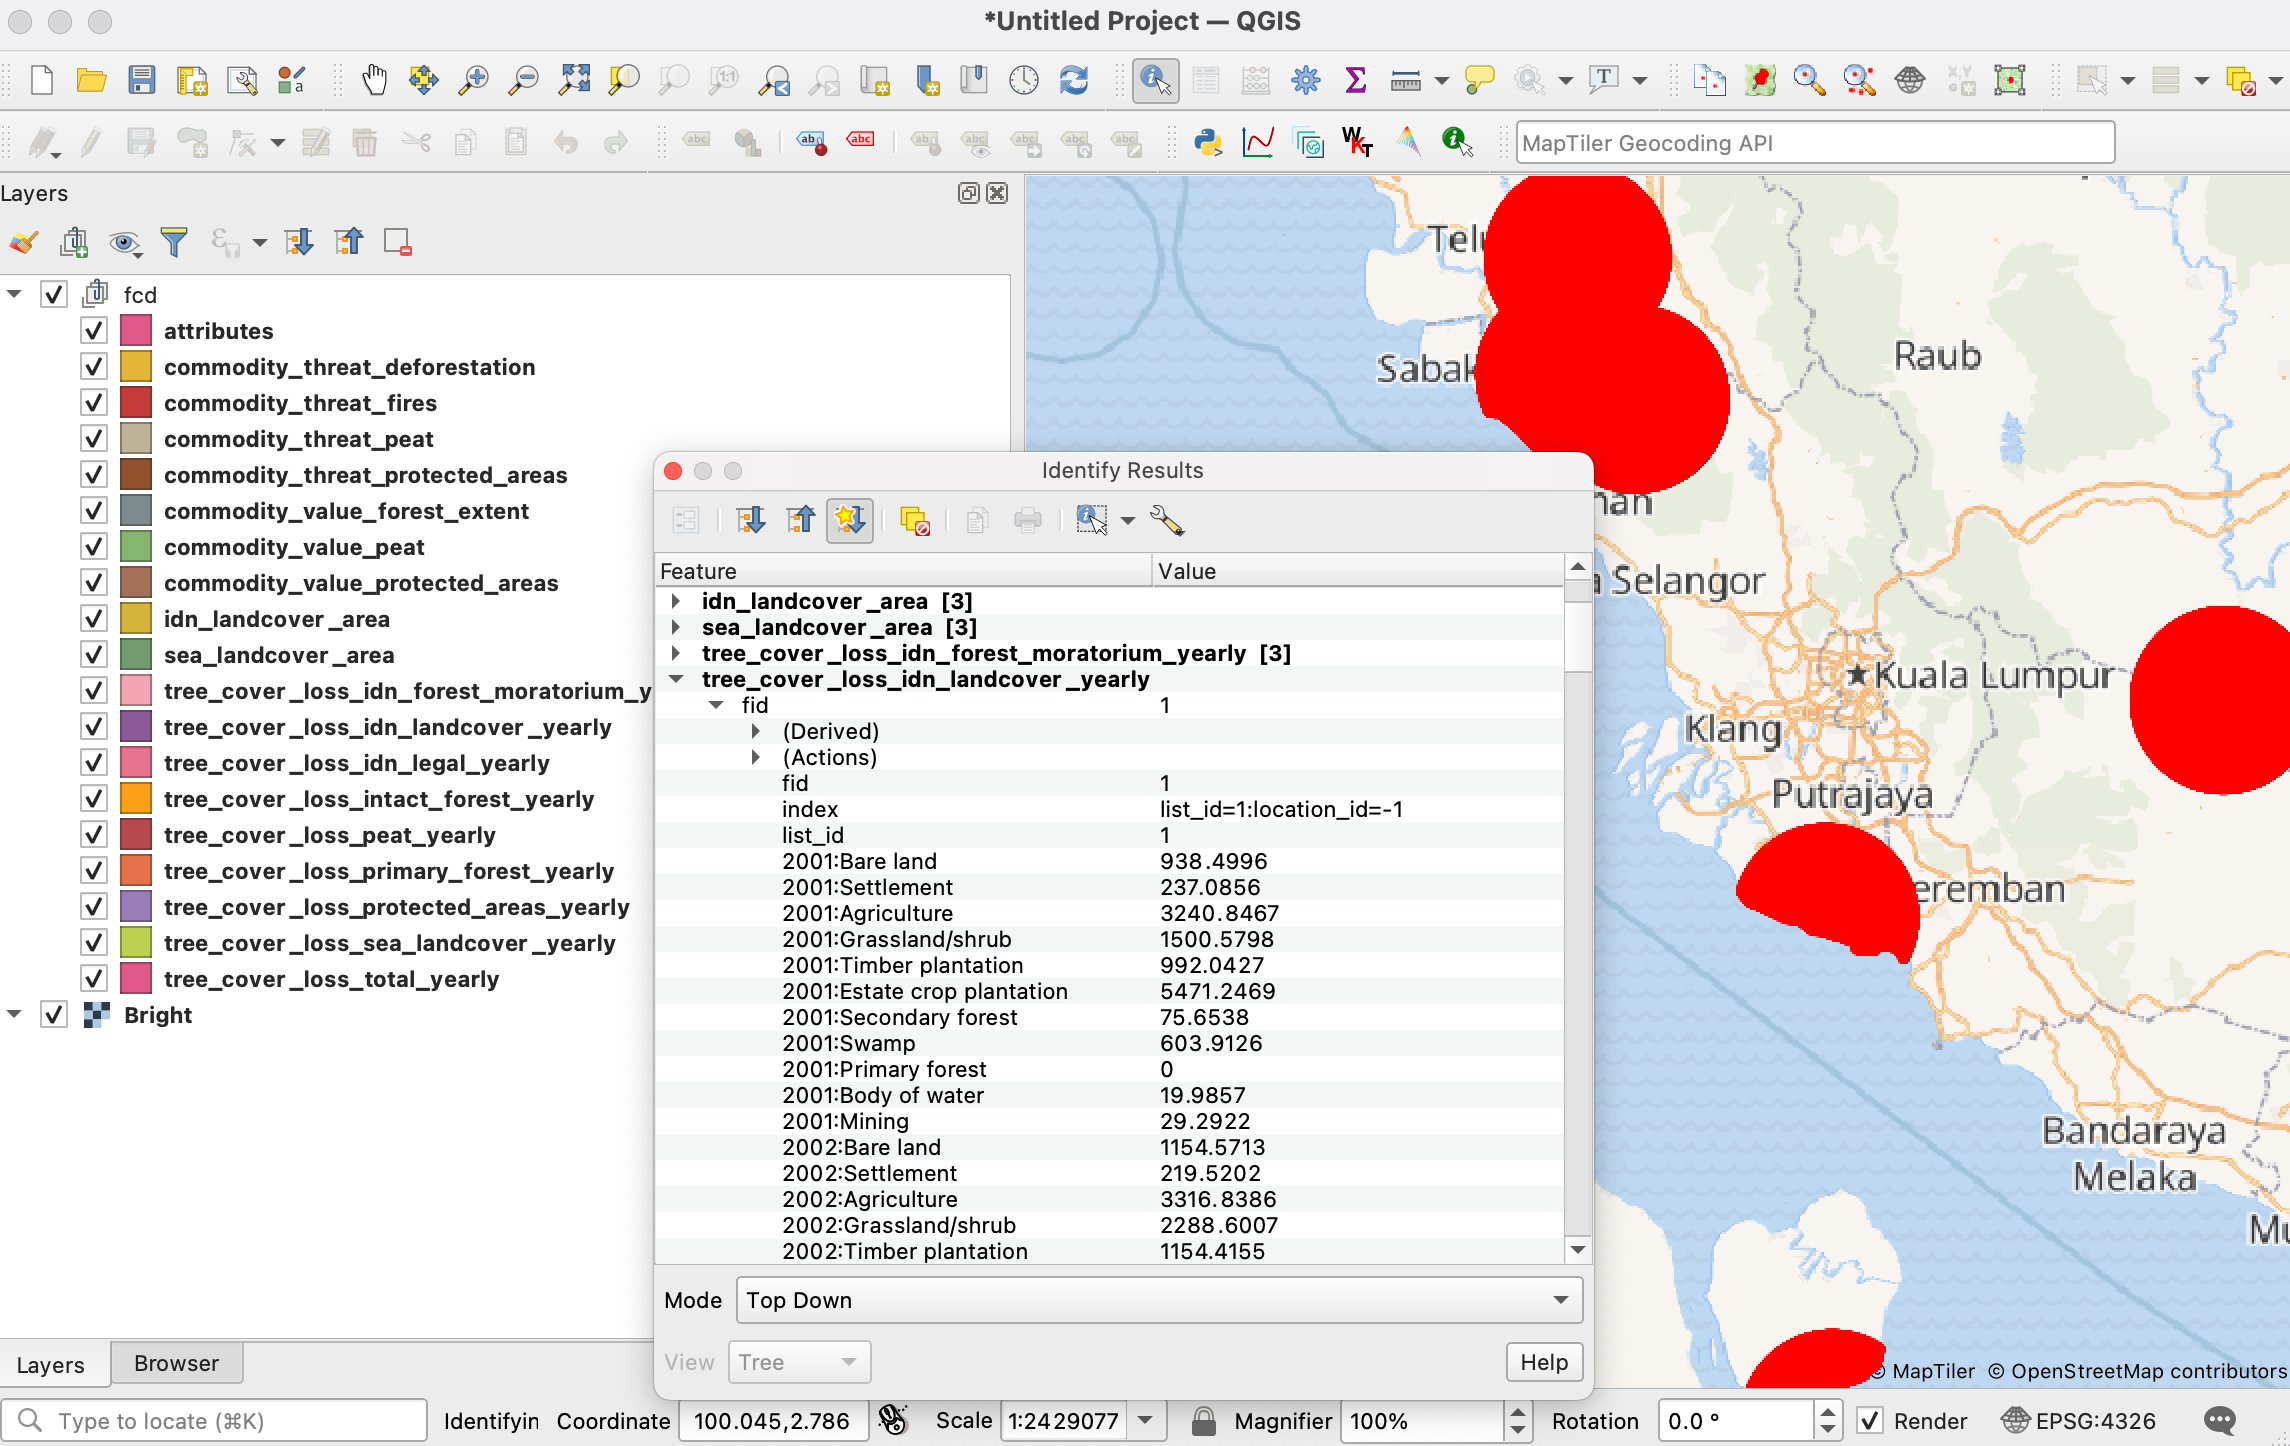 *Untitled Project — QGIS
MapTiler Geocoding API
Layers
fcd
attributes
commodity_threat_deforestation
commodity_threat_fires
commodity_threat_peat
commodity_threat_protected_areas
commodity_value_forest_extent
commodity_value_peat
commodity_value_protected_areas
idn_landcover_area
sea_landcover_area
tree_cover_loss_idn_forest_moratorium_y
tree_cover_loss_idn_landcover_yearly
tree_cover_loss_idn_legal_yearly
tree_cover_loss_intact_forest_yearly
tree_cover_loss_peat_yearly
tree_cover_loss_primary_forest_yearly
tree_cover_loss_protected_areas_yearly
tree_cover_loss_sea_landcover_yearly
tree_cover_loss_total_yearly
Bright
Identify Results
Feature Value
idn_landcover_area [3]
sea_landcover_area [3]
tree_cover_loss_idn_forest_moratorium_yearly [3]
tree_cover_loss_idn_landcover_yearly
fid 1
(Derived)
(Actions)
fid 1
index list_id=1:location_id=-1
list_id 1
2001:Bare land 938.4996
2001:Settlement 237.0856
2001:Agriculture 3240.8467
2001:Grassland/shrub 1500.5798
2001:Timber plantation 992.0427
2001:Estate crop plantation 5471.2469
2001:Secondary forest 75.6538
2001:Swamp 603.9126
2001:Primary forest 0
2001:Body of water 19.9857
2001:Mining 29.2922
2002:Bare land 1154.5713
2002:Settlement 219.5202
2002:Agriculture 3316.8386
2002:Grassland/shrub 2288.6007
2002:Timber plantation 1154.4155
Mode Top Down
View Tree Help
Telu
Sabak
Raub
nan
a Selangor
Kuala Lumpur
Klang
Putrajaya
eremban
Bandaraya
Melaka
Mu
© MapTiler © OpenStreetMap contributors
Layers Browser
Type to locate (⌘K) Identifyin Coordinate 100.045,2.786 Scale 1:2429077 Magnifier 100% Rotation 0.0 ° Render EPSG:4326